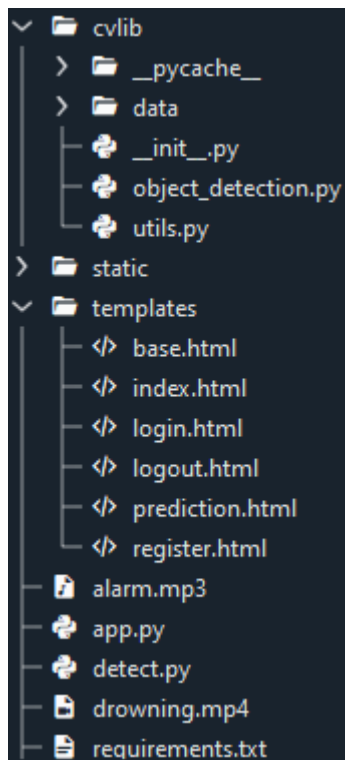 cvlib
__pycache__
data
__init__.py
object_detection.py
utils.py
static
templates
base.html
index.html
login.html
logout.html
prediction.html
register.html
alarm.mp3
app.py
detect.py
drowning.mp4
requirements.txt